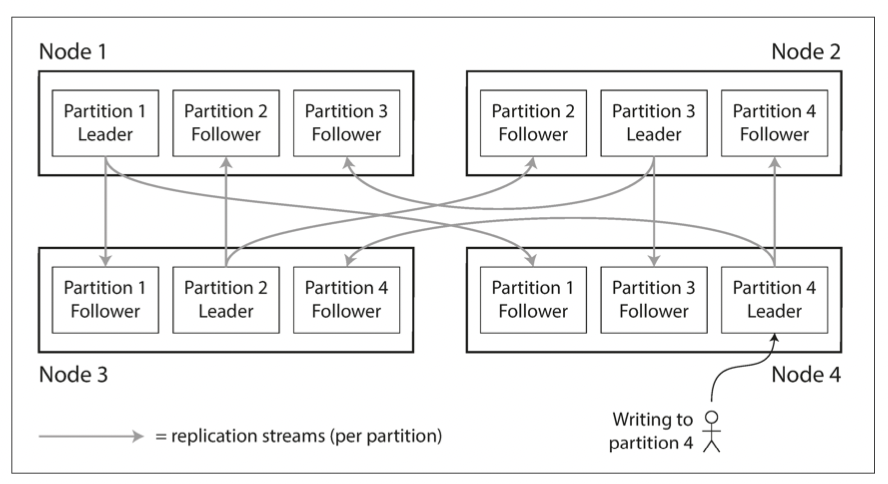 Node 1
Node 2
Partition 1
Leader
Partition 2
Follower
Partition 3
Follower
Partition 2
Follower
Partition 3
Leader
Partition 4
Follower
Partition 1
Follower
Partition 2
Leader
Partition 4
Follower
Partition 1
Follower
Partition 3
Follower
Partition 4
Leader
Node 3
Node 4
= replication streams (per partition)
Writing to
partition 4